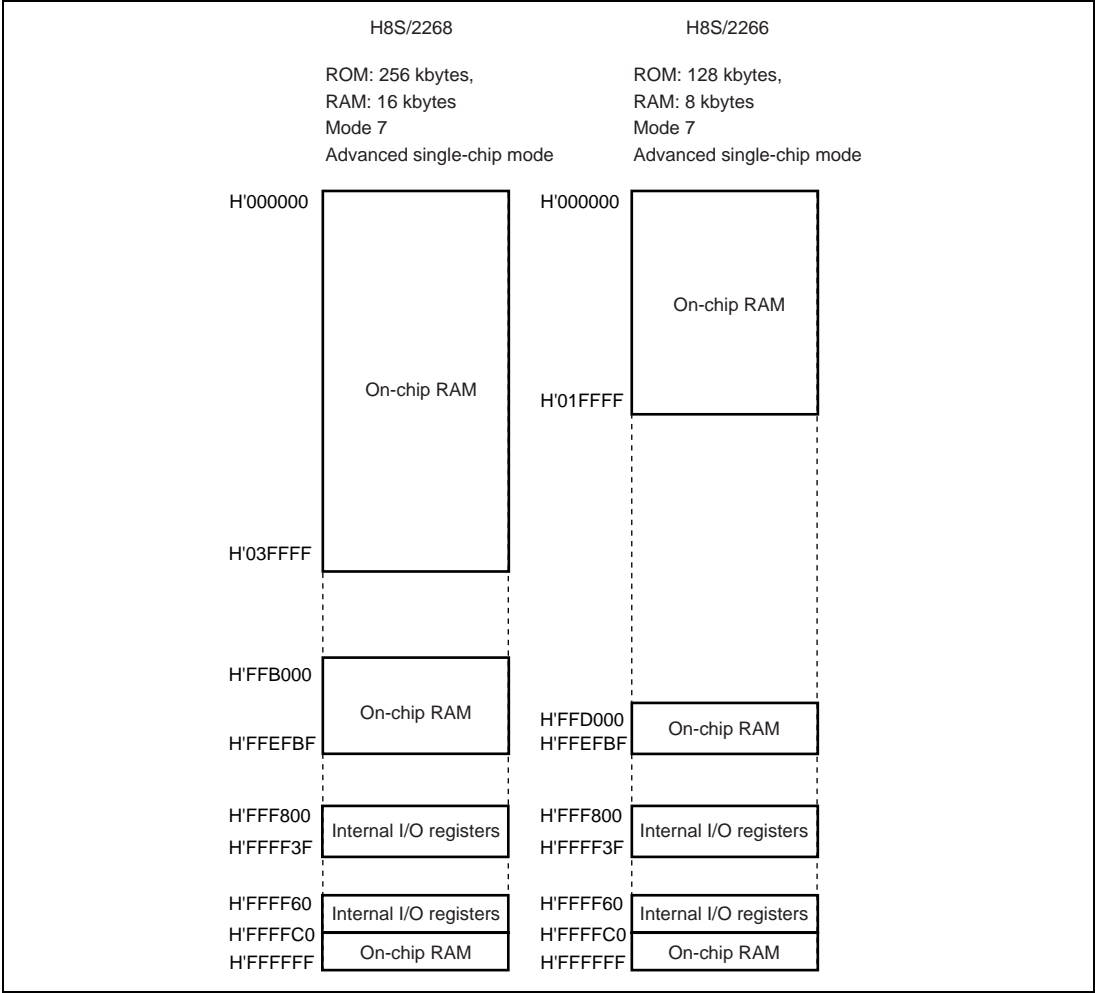 H8S/2268
ROM: 256 kbytes,
RAM: 16 kbytes
Mode 7
Advanced single-chip mode
H'000000
On-chip RAM
H'03FFFF
H'FFB000
On-chip RAM
H'FFEFBF
H'FFF800
Internal I/O registers
H'FFFF3F
H'FFFF60
Internal I/O registers
H'FFFFC0
On-chip RAM
H'FFFFFF
H8S/2266
ROM: 128 kbytes,
RAM: 8 kbytes
Mode 7
Advanced single-chip mode
H'000000
On-chip RAM
H'01FFFF
H'FFD000
On-chip RAM
H'FFEFBF
H'FFF800
Internal I/O registers
H'FFFF3F
H'FFFF60
Internal I/O registers
H'FFFFC0
On-chip RAM
H'FFFFFF